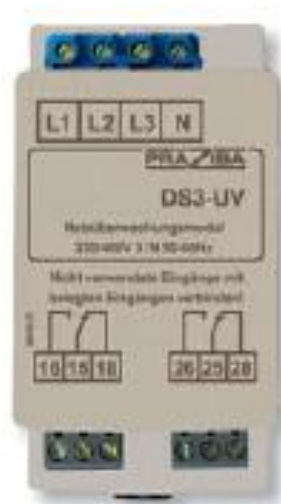 L1 L2 L3 N
PRAZISA
DS3-UV
Netzüberwachungsmodul
230/400V 3/N 50-60Hz
Nicht verwendete Eingänge mit
belegten Eingängen verbinden!
16 15 18
26 25 28